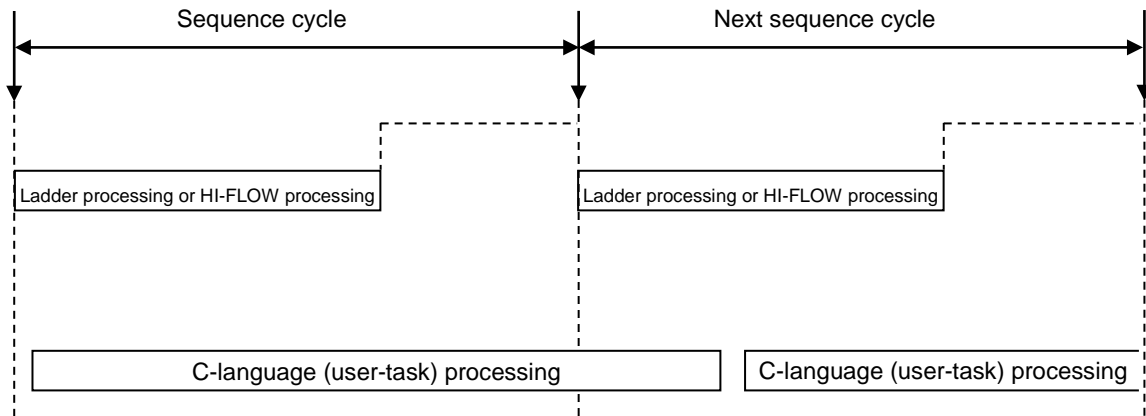 Sequence cycle
Next sequence cycle
Ladder processing or HI-FLOW processing
Ladder processing or HI-FLOW processing
C-language (user-task) processing
C-language (user-task) processing